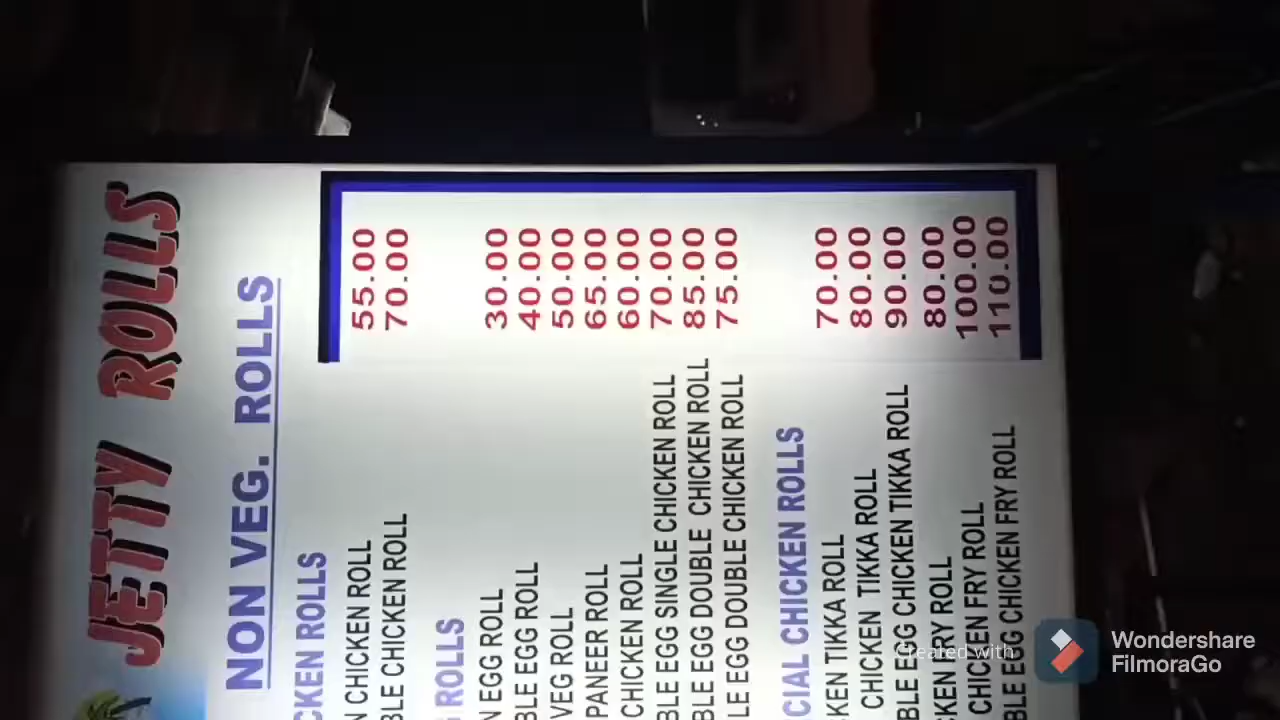 JETTY ROLLS
NON VEG. ROLLS
CKEN ROLLS
N CHICKEN ROLL 55.00
BLE CHICKEN ROLL 70.00
G ROLLS
N EGG ROLL 30.00
BLE EGG ROLL 40.00
VEG ROLL 50.00
PANEER ROLL 65.00
CHICKEN ROLL 60.00
BLE EGG SINGLE CHICKEN ROLL 70.00
BLE EGG DOUBLE CHICKEN ROLL 85.00
LE EGG DOUBLE CHICKEN ROLL 75.00
CIAL CHICKEN ROLLS
CKEN TIKKA ROLL 70.00
CHICKEN TIKKA ROLL 80.00
BLE EGG CHICKEN TIKKA ROLL 90.00
CKEN FRY ROLL 80.00
CHICKEN FRY ROLL 100.00
BLE EGG CHICKEN FRY ROLL 110.00
Created with
Wondershare
FilmoraGo